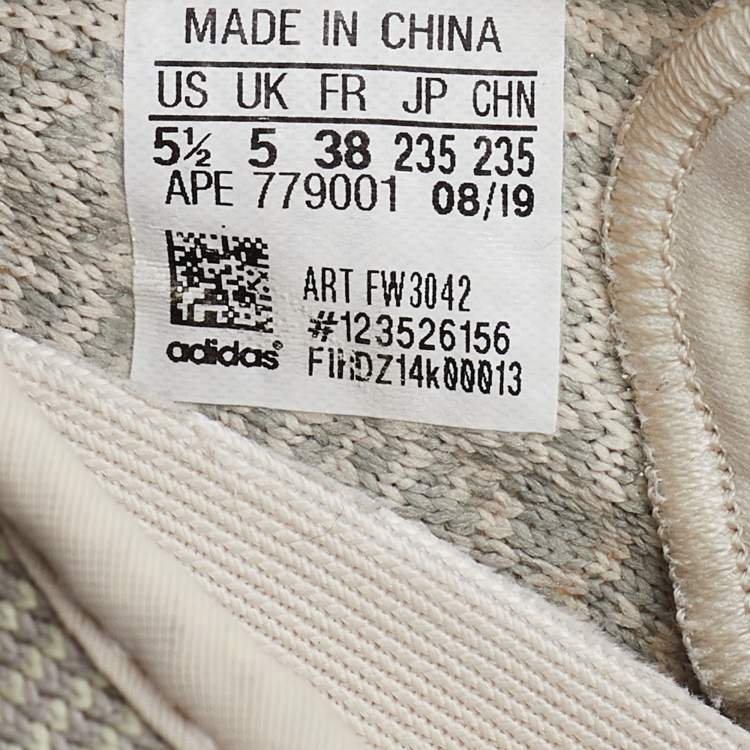 MADE IN CHINA
US UK FR JP CHN
5½ 5 38 235 235
APE 779001 08/19
ART FW3042
#123526156
adidas®